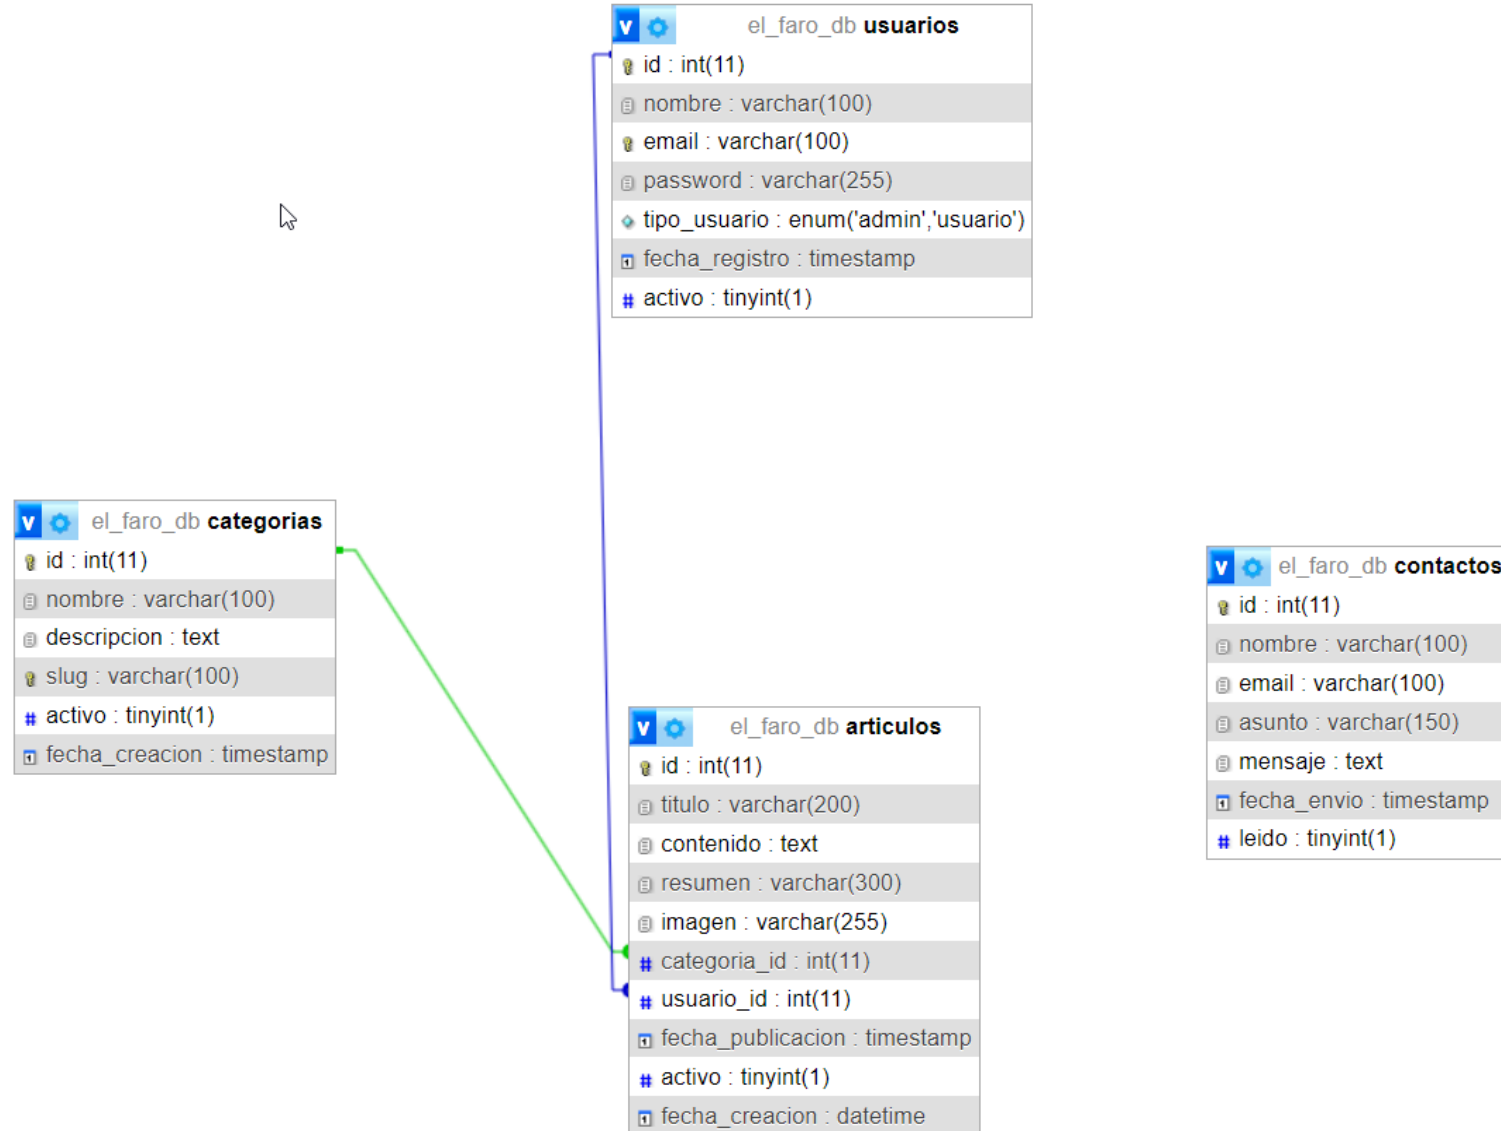 v el_faro_db usuarios
id : int(11)
nombre : varchar(100)
email : varchar(100)
password : varchar(255)
tipo_usuario : enum('admin','usuario')
fecha_registro : timestamp
# activo : tinyint(1)
v el_faro_db categorias
id : int(11)
nombre : varchar(100)
descripcion : text
slug : varchar(100)
# activo : tinyint(1)
fecha_creacion : timestamp
v el_faro_db articulos
id : int(11)
titulo : varchar(200)
contenido : text
resumen : varchar(300)
imagen : varchar(255)
# categoria_id : int(11)
# usuario_id : int(11)
fecha_publicacion : timestamp
# activo : tinyint(1)
fecha_creacion : datetime
v el_faro_db contactos
id : int(11)
nombre : varchar(100)
email : varchar(100)
asunto : varchar(150)
mensaje : text
fecha_envio : timestamp
# leido : tinyint(1)